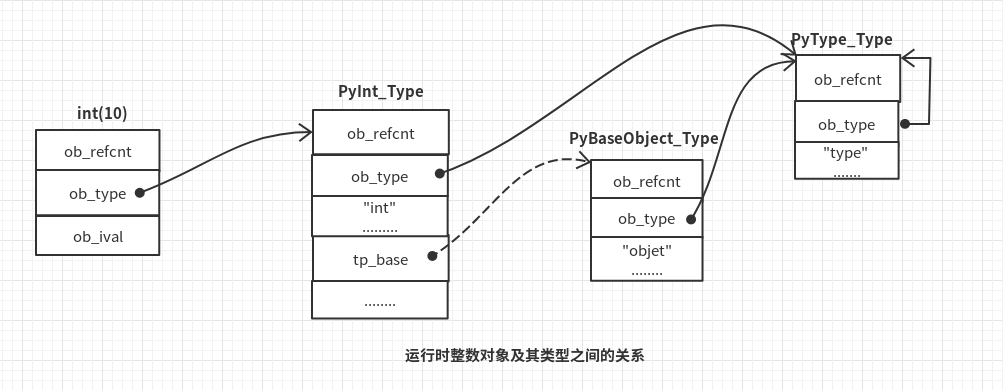 int(10)
ob_refcnt
ob_type
ob_ival
PyInt_Type
ob_refcnt
ob_type
"int"
.........
tp_base
........
PyBaseObject_Type
ob_refcnt
ob_type
"objet"
........
PyType_Type
ob_refcnt
ob_type
"type"
.......
运行时整数对象及其类型之间的关系